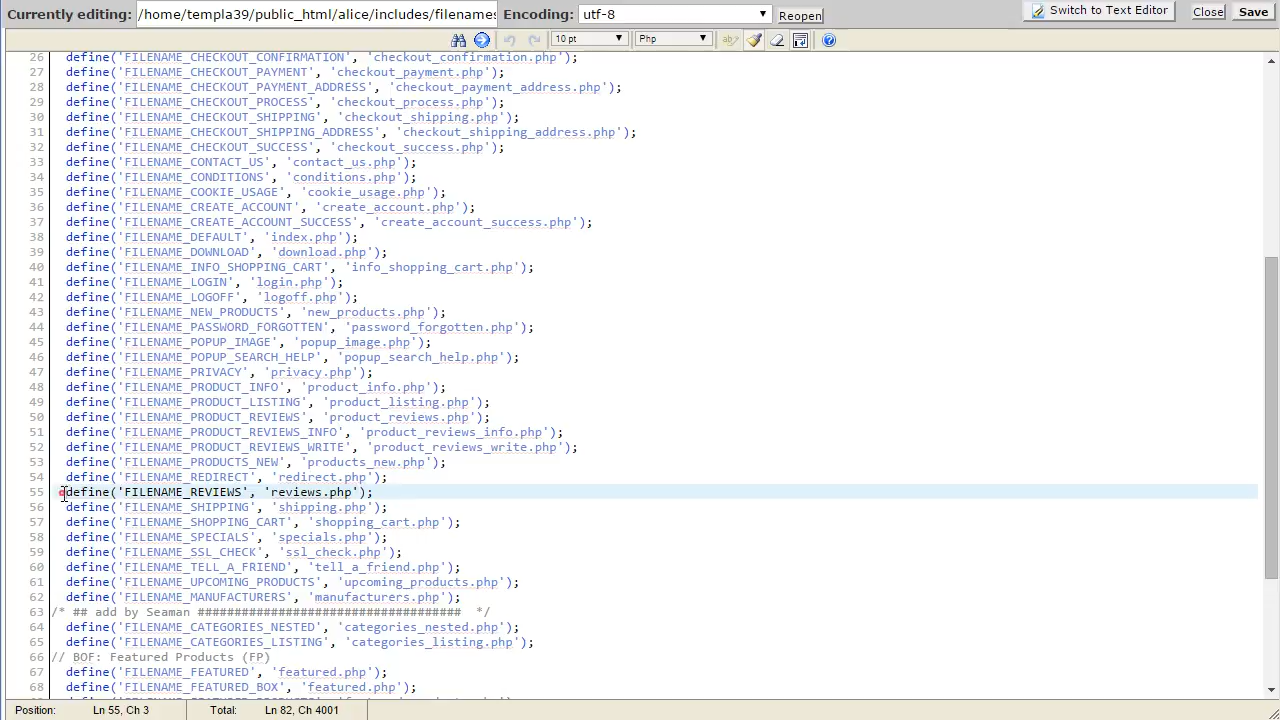 Currently editing: /home/templa39/public_html/alice/includes/filenames Encoding: utf-8 Reopen Switch to Text Editor Close Save
10 pt Php
26 define('FILENAME_CHECKOUT_CONFIRMATION', 'checkout_confirmation.php');
27 define('FILENAME_CHECKOUT_PAYMENT', 'checkout_payment.php');
28 define('FILENAME_CHECKOUT_PAYMENT_ADDRESS', 'checkout_payment_address.php');
29 define('FILENAME_CHECKOUT_PROCESS', 'checkout_process.php');
30 define('FILENAME_CHECKOUT_SHIPPING', 'checkout_shipping.php');
31 define('FILENAME_CHECKOUT_SHIPPING_ADDRESS', 'checkout_shipping_address.php');
32 define('FILENAME_CHECKOUT_SUCCESS', 'checkout_success.php');
33 define('FILENAME_CONTACT_US', 'contact_us.php');
34 define('FILENAME_CONDITIONS', 'conditions.php');
35 define('FILENAME_COOKIE_USAGE', 'cookie_usage.php');
36 define('FILENAME_CREATE_ACCOUNT', 'create_account.php');
37 define('FILENAME_CREATE_ACCOUNT_SUCCESS', 'create_account_success.php');
38 define('FILENAME_DEFAULT', 'index.php');
39 define('FILENAME_DOWNLOAD', 'download.php');
40 define('FILENAME_INFO_SHOPPING_CART', 'info_shopping_cart.php');
41 define('FILENAME_LOGIN', 'login.php');
42 define('FILENAME_LOGOFF', 'logoff.php');
43 define('FILENAME_NEW_PRODUCTS', 'new_products.php');
44 define('FILENAME_PASSWORD_FORGOTTEN', 'password_forgotten.php');
45 define('FILENAME_POPUP_IMAGE', 'popup_image.php');
46 define('FILENAME_POPUP_SEARCH_HELP', 'popup_search_help.php');
47 define('FILENAME_PRIVACY', 'privacy.php');
48 define('FILENAME_PRODUCT_INFO', 'product_info.php');
49 define('FILENAME_PRODUCT_LISTING', 'product_listing.php');
50 define('FILENAME_PRODUCT_REVIEWS', 'product_reviews.php');
51 define('FILENAME_PRODUCT_REVIEWS_INFO', 'product_reviews_info.php');
52 define('FILENAME_PRODUCT_REVIEWS_WRITE', 'product_reviews_write.php');
53 define('FILENAME_PRODUCTS_NEW', 'products_new.php');
54 define('FILENAME_REDIRECT', 'redirect.php');
55 define('FILENAME_REVIEWS', 'reviews.php');
56 define('FILENAME_SHIPPING', 'shipping.php');
57 define('FILENAME_SHOPPING_CART', 'shopping_cart.php');
58 define('FILENAME_SPECIALS', 'specials.php');
59 define('FILENAME_SSL_CHECK', 'ssl_check.php');
60 define('FILENAME_TELL_A_FRIEND', 'tell_a_friend.php');
61 define('FILENAME_UPCOMING_PRODUCTS', 'upcoming_products.php');
62 define('FILENAME_MANUFACTURERS', 'manufacturers.php');
63 /* ## add by Seaman #################################### */
64 define('FILENAME_CATEGORIES_NESTED', 'categories_nested.php');
65 define('FILENAME_CATEGORIES_LISTING', 'categories_listing.php');
66 // BOF: Featured Products (FP)
67 define('FILENAME_FEATURED', 'featured.php');
68 define('FILENAME_FEATURED_BOX', 'featured.php');
Position: Ln 55, Ch 3 Total: Ln 82, Ch 4001